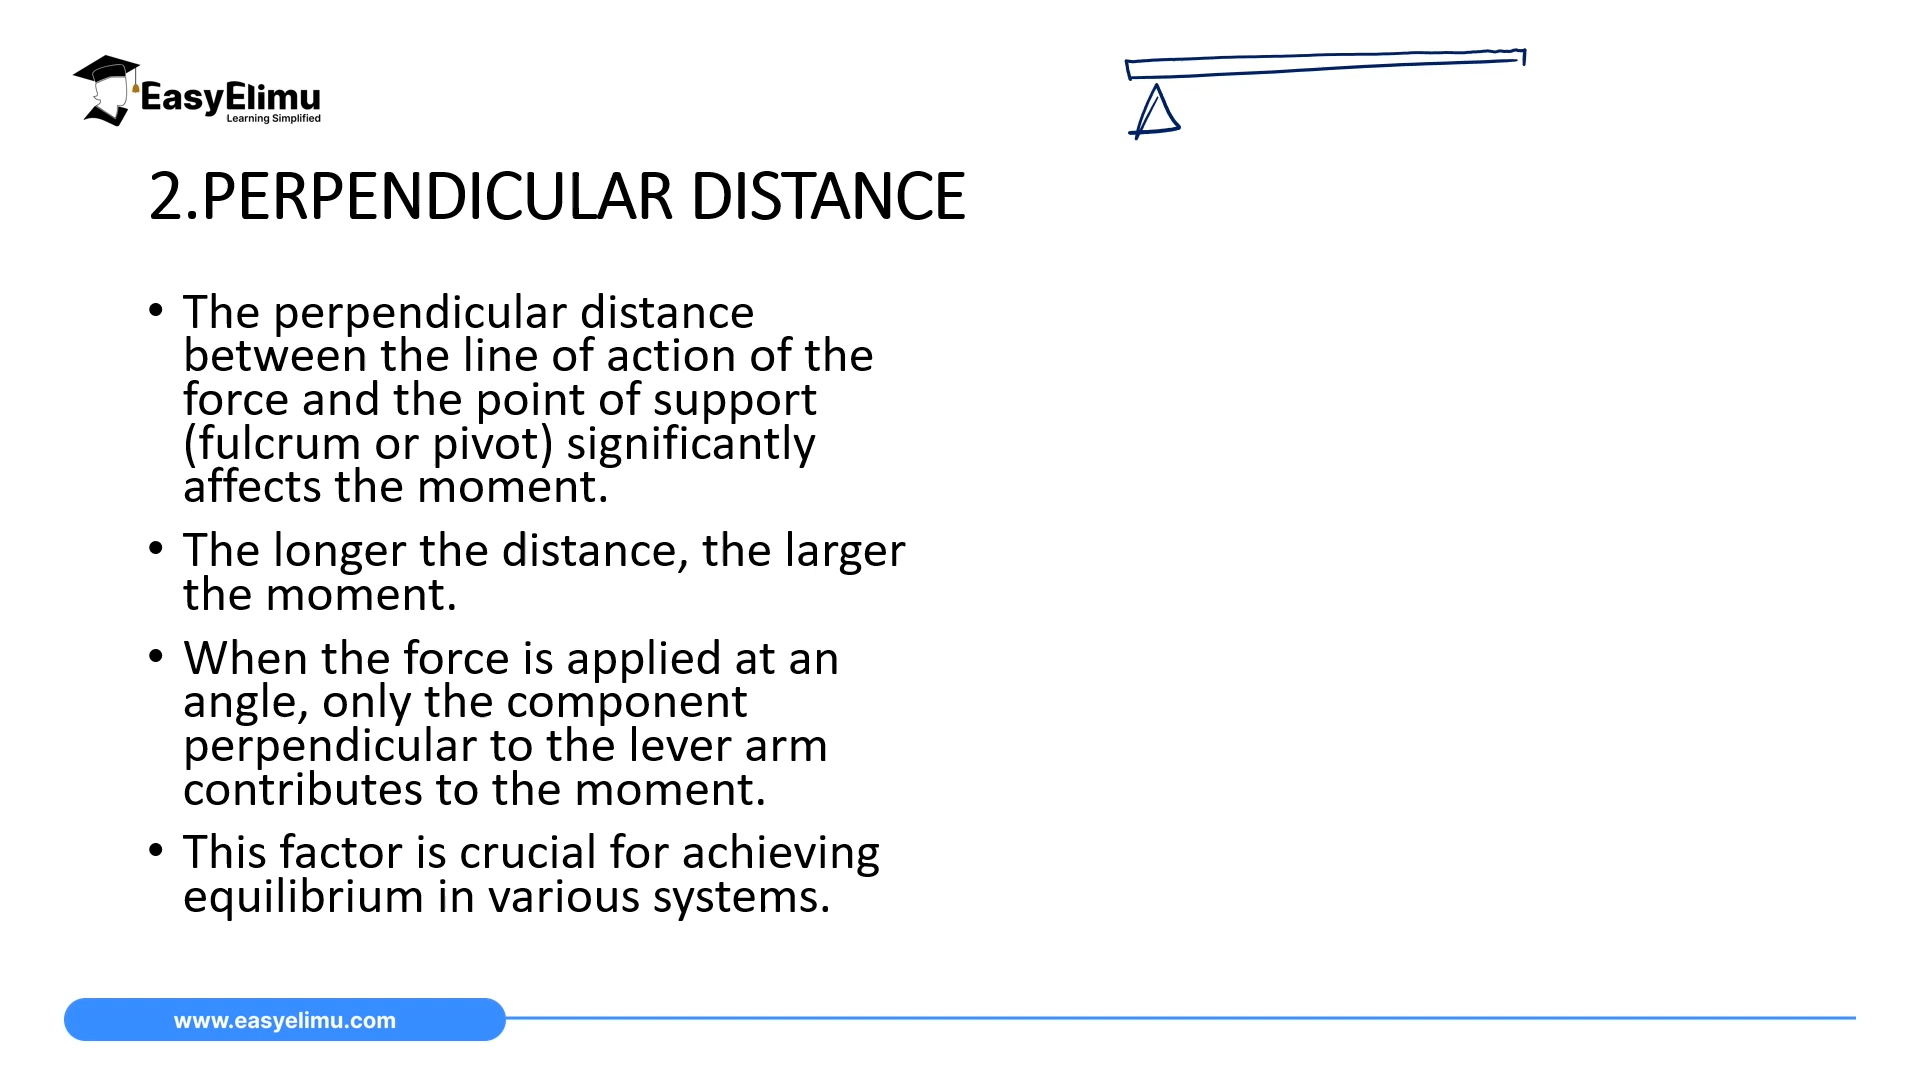 EasyElimu
Learning Simplified
2.PERPENDICULAR DISTANCE
• The perpendicular distance
between the line of action of the
force and the point of support
(fulcrum or pivot) significantly
affects the moment.
• The longer the distance, the larger
the moment.
• When the force is applied at an
angle, only the component
perpendicular to the lever arm
contributes to the moment.
• This factor is crucial for achieving
equilibrium in various systems.
www.easyelimu.com